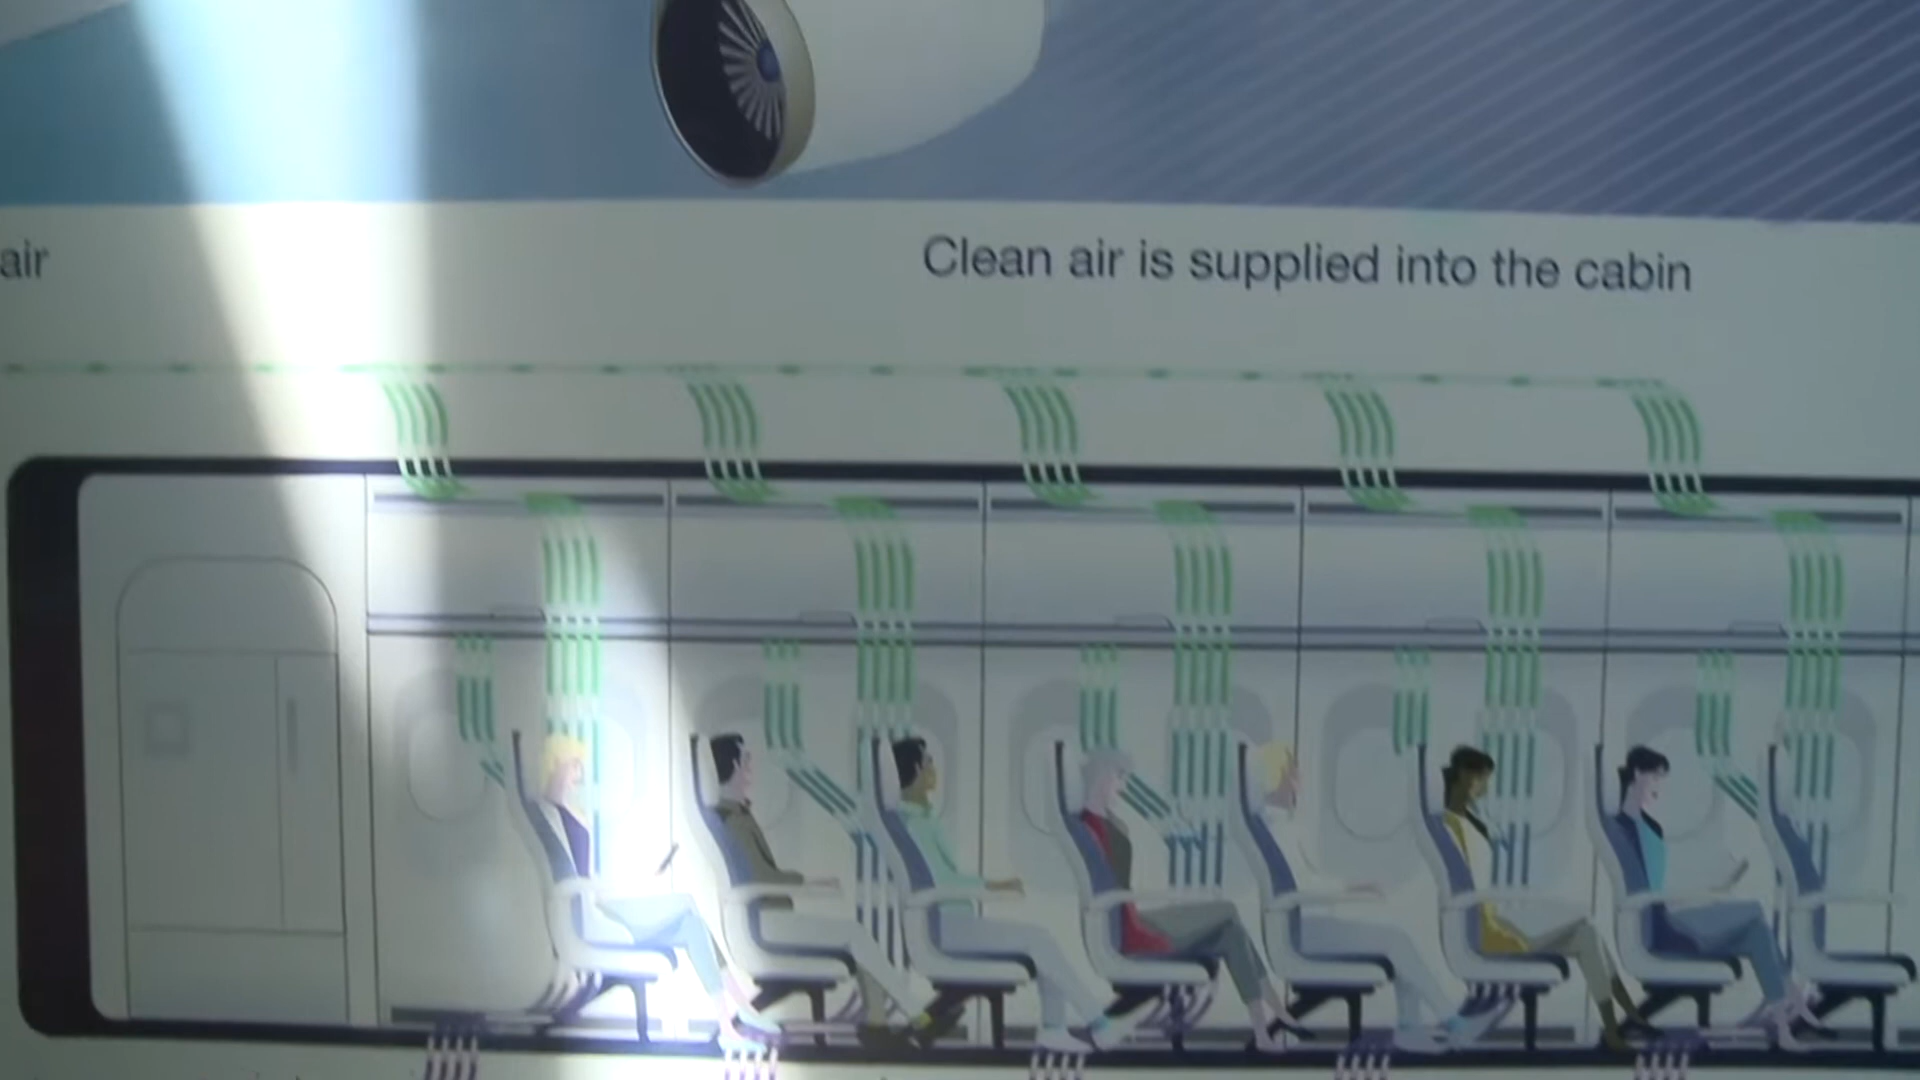 air
Clean air is supplied into the cabin